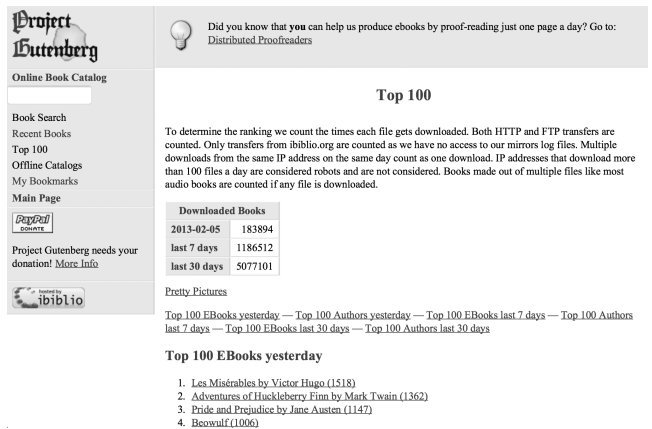 Project
Gutenberg
Did you know that you can help us produce ebooks by proof-reading just one page a day? Go to:
Distributed Proofreaders
Online Book Catalog
Book Search
Recent Books
Top 100
Offline Catalogs
My Bookmarks
Main Page
PayPal
DONATE
Project Gutenberg needs your
donation! More Info
hosted by
ibiblio
Top 100
To determine the ranking we count the times each file gets downloaded. Both HTTP and FTP transfers are
counted. Only transfers from ibiblio.org are counted as we have no access to our mirrors log files. Multiple
downloads from the same IP address on the same day count as one download. IP addresses that download more
than 100 files a day are considered robots and are not considered. Books made out of multiple files like most
audio books are counted if any file is downloaded.
Downloaded Books
2013-02-05 183894
last 7 days 1186512
last 30 days 5077101
Pretty Pictures
Top 100 EBooks yesterday — Top 100 Authors yesterday — Top 100 EBooks last 7 days — Top 100 Authors
last 7 days — Top 100 EBooks last 30 days — Top 100 Authors last 30 days
Top 100 EBooks yesterday
1. Les Misérables by Victor Hugo (1518)
2. Adventures of Huckleberry Finn by Mark Twain (1362)
3. Pride and Prejudice by Jane Austen (1147)
4. Beowulf (1006)